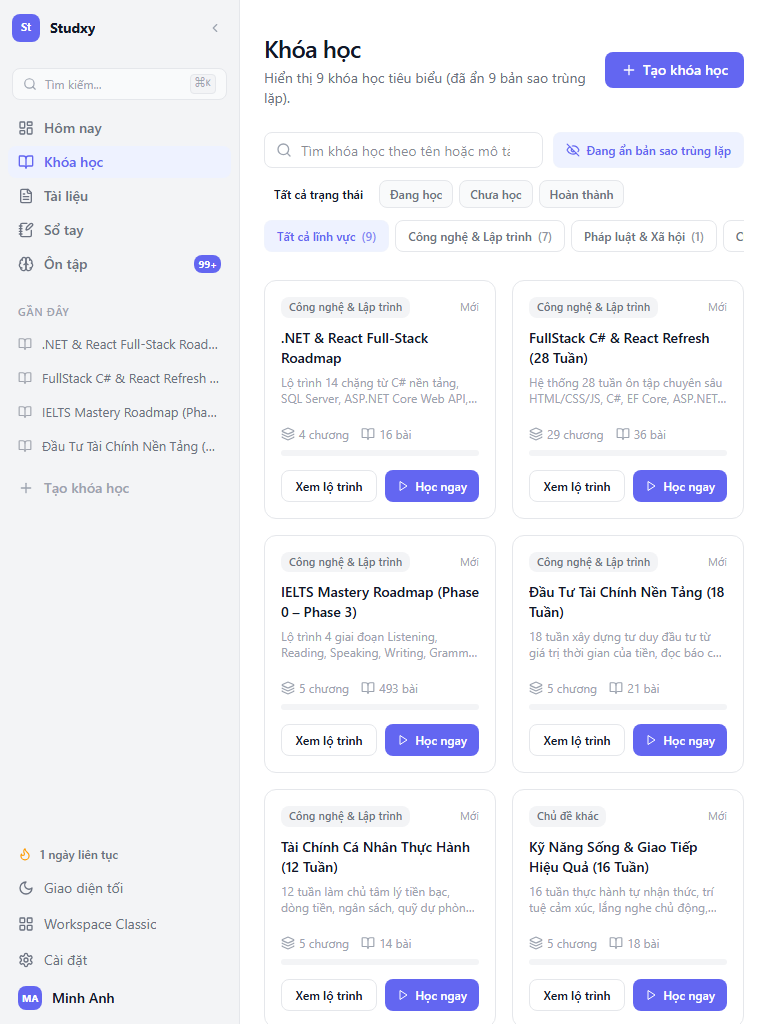 St
Studxy
Tìm kiếm...
⌘K
Hôm nay
Khóa học
Tài liệu
Sổ tay
Ôn tập
99+
GẦN ĐÂY
.NET & React Full-Stack Road...
FullStack C# & React Refresh ...
IELTS Mastery Roadmap (Pha...
Đầu Tư Tài Chính Nền Tảng (...
Tạo khóa học
1 ngày liên tục
Giao diện tối
Workspace Classic
Cài đặt
MA
Minh Anh
Khóa học
Hiển thị 9 khóa học tiêu biểu (đã ẩn 9 bản sao trùng
lặp).
Tạo khóa học
Tìm khóa học theo tên hoặc mô tả
Đang ẩn bản sao trùng lặp
Tất cả trạng thái
Đang học
Chưa học
Hoàn thành
Tất cả lĩnh vực (9)
Công nghệ & Lập trình (7)
Pháp luật & Xã hội (1)
C
Công nghệ & Lập trình
Mới
.NET & React Full-Stack
Roadmap
Lộ trình 14 chặng từ C# nền tảng,
SQL Server, ASP.NET Core Web API,...
4 chương
16 bài
Xem lộ trình
Học ngay
Công nghệ & Lập trình
Mới
FullStack C# & React Refresh
(28 Tuần)
Hệ thống 28 tuần ôn tập chuyên sâu
HTML/CSS/JS, C#, EF Core, ASP.NET...
29 chương
36 bài
Xem lộ trình
Học ngay
Công nghệ & Lập trình
Mới
IELTS Mastery Roadmap (Phase
0 – Phase 3)
Lộ trình 4 giai đoạn Listening,
Reading, Speaking, Writing, Gramm...
5 chương
493 bài
Xem lộ trình
Học ngay
Công nghệ & Lập trình
Mới
Đầu Tư Tài Chính Nền Tảng (18
Tuần)
18 tuần xây dựng tư duy đầu tư từ
giá trị thời gian của tiền, đọc báo c...
5 chương
21 bài
Xem lộ trình
Học ngay
Công nghệ & Lập trình
Mới
Tài Chính Cá Nhân Thực Hành
(12 Tuần)
12 tuần làm chủ tâm lý tiền bạc,
dòng tiền, ngân sách, quỹ dự phòn...
5 chương
14 bài
Xem lộ trình
Học ngay
Chủ đề khác
Mới
Kỹ Năng Sống & Giao Tiếp
Hiệu Quả (16 Tuần)
16 tuần thực hành tự nhận thức, trí
tuệ cảm xúc, lắng nghe chủ động,...
5 chương
18 bài
Xem lộ trình
Học ngay